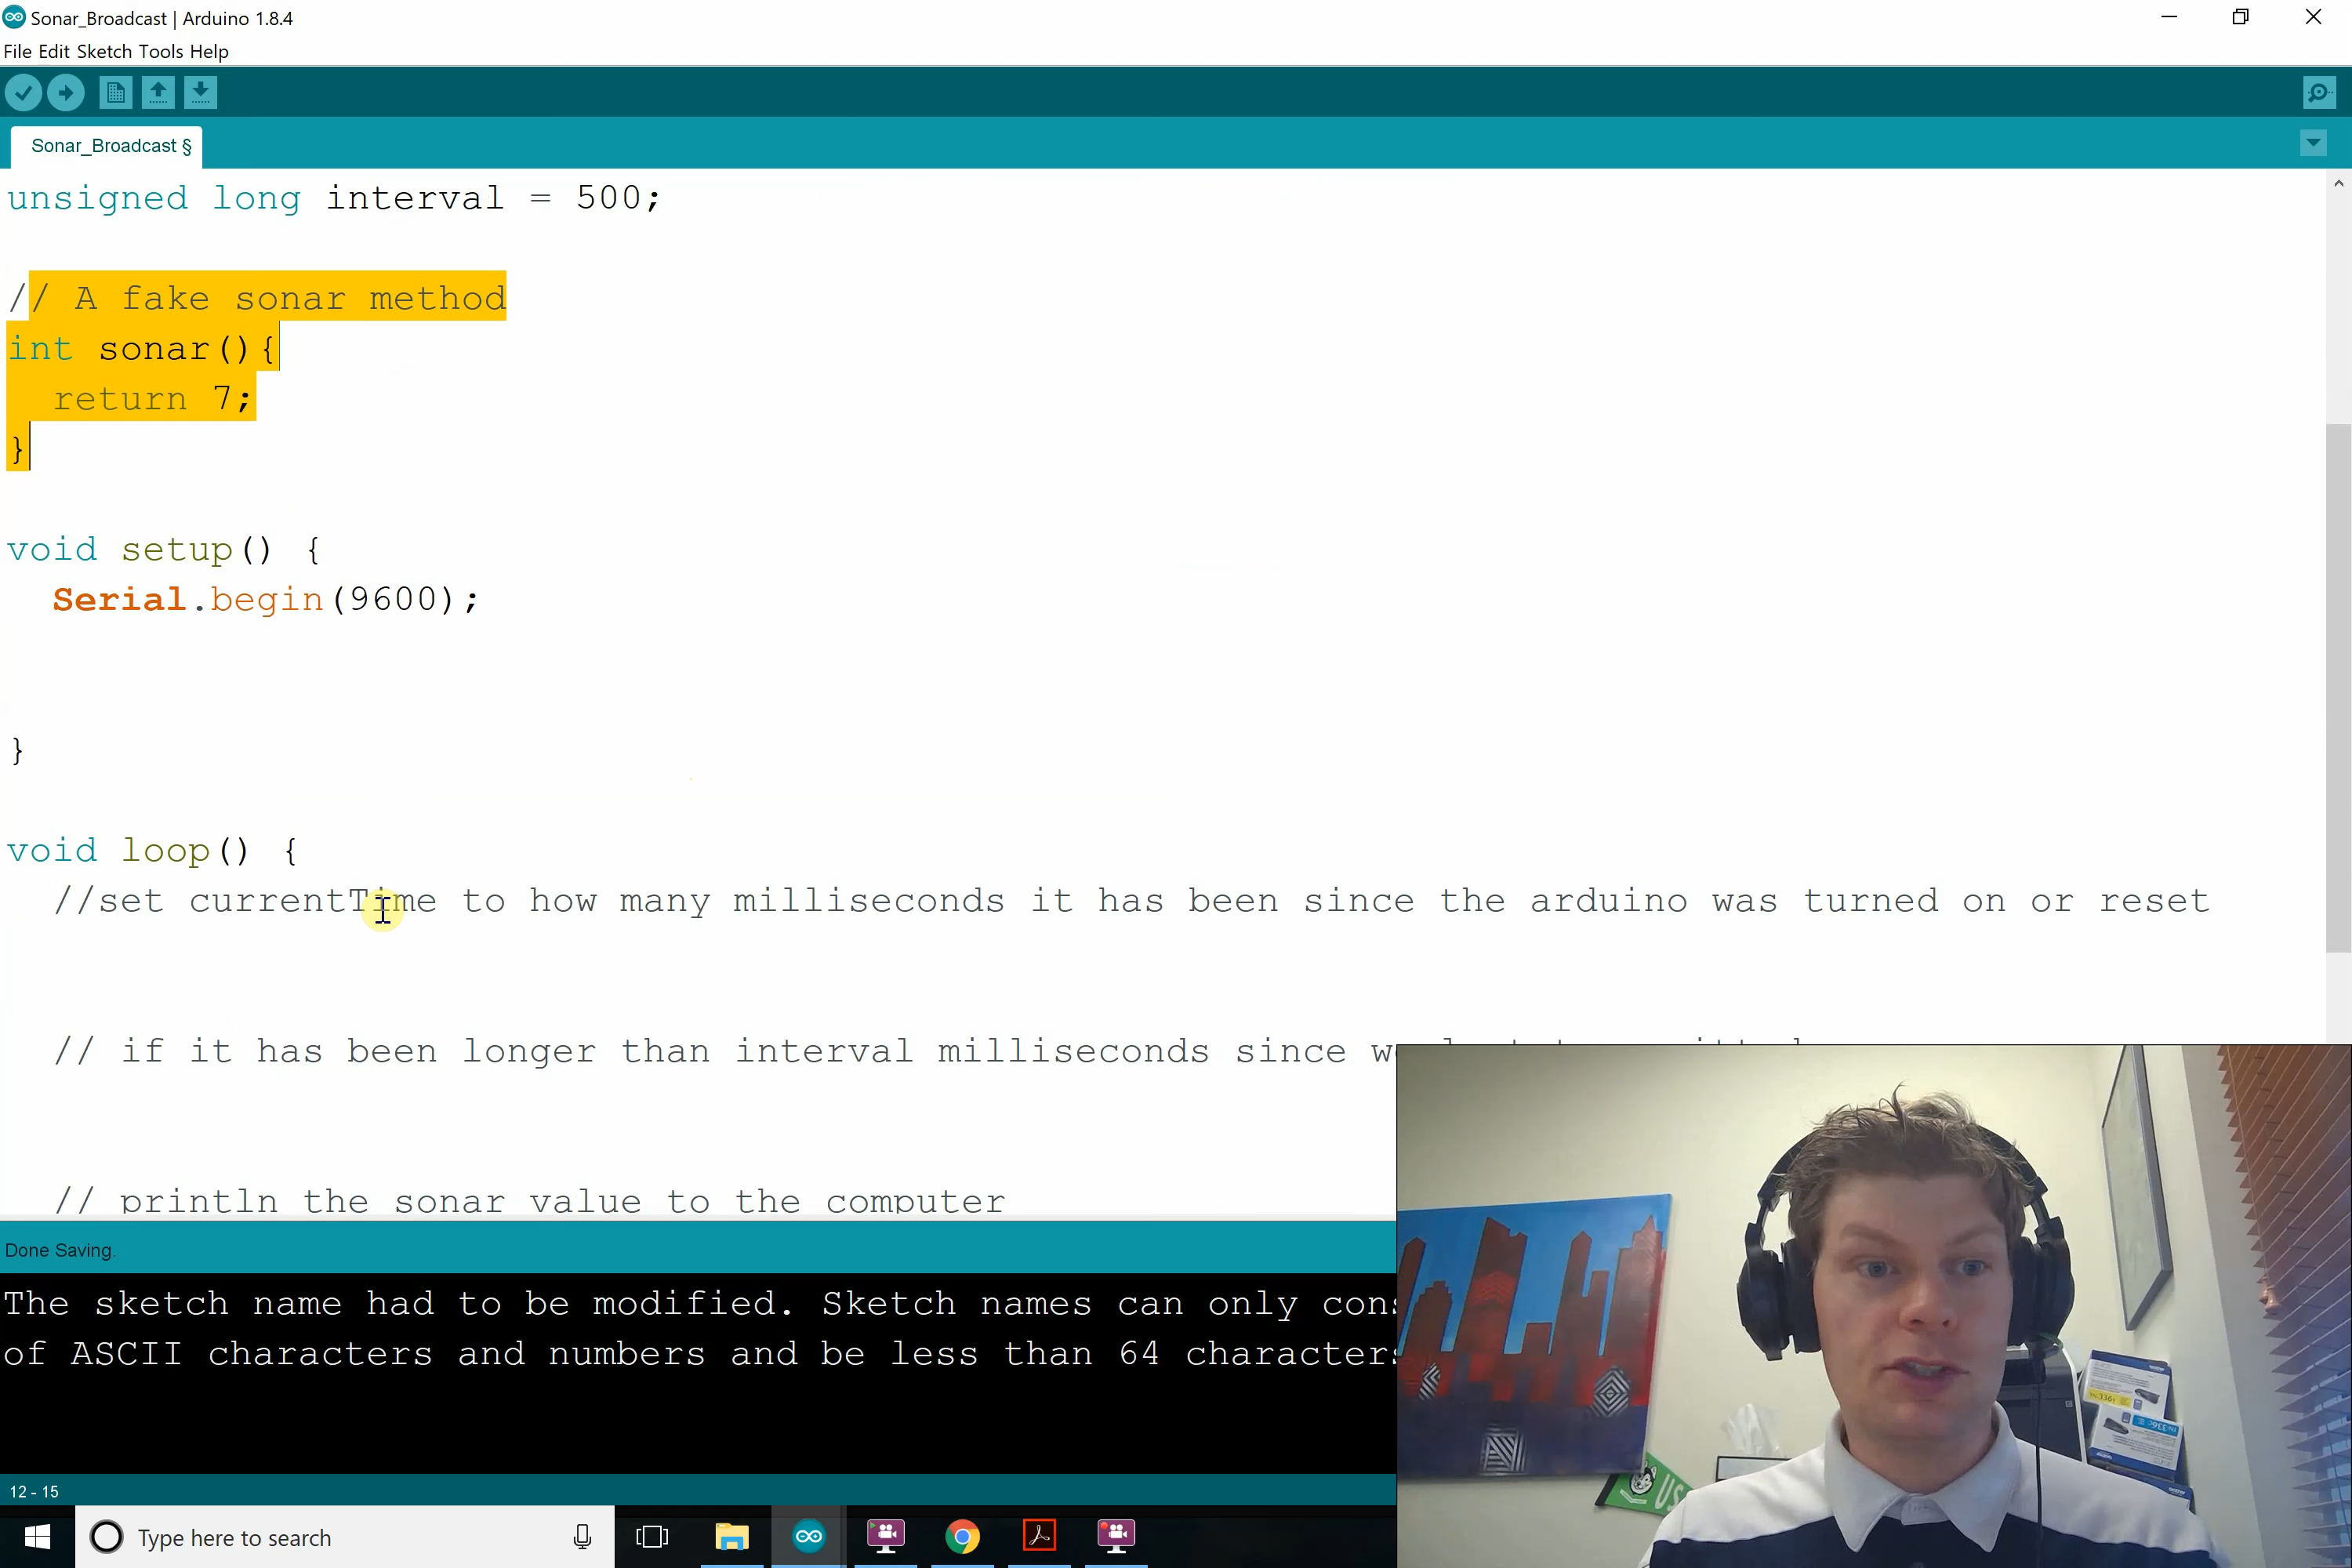 Sonar_Broadcast | Arduino 1.8.4
File Edit Sketch Tools Help
Sonar_Broadcast §
unsigned long interval = 500;
// A fake sonar method
int sonar(){
return 7;
}
void setup() {
Serial.begin(9600);
}
void loop() {
//set currentTime to how many milliseconds it has been since the arduino was turned on or reset
// if it has been longer than interval milliseconds since
// println the sonar value to the computer
Done Saving.
The sketch name had to be modified. Sketch names can only
of ASCII characters and numbers and be less than 64 characters
12 - 15
Type here to search
US